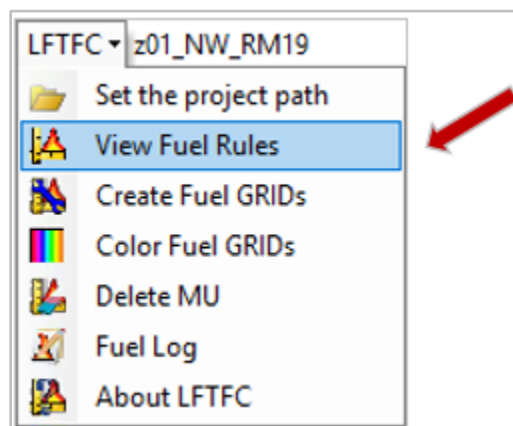 LFTFC z01_NW_RM19
Set the project path
View Fuel Rules
Create Fuel GRIDs
Color Fuel GRIDs
Delete MU
Fuel Log
About LFTFC